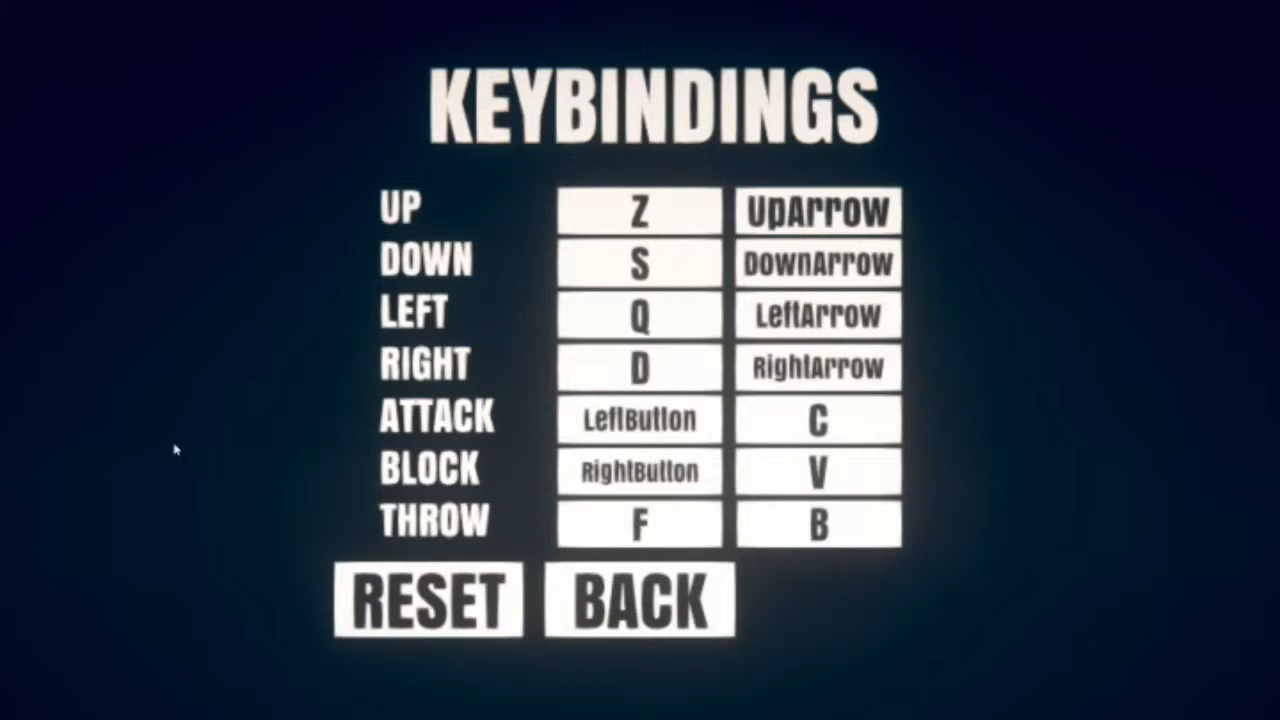 KEYBINDINGS
UP Z UpArrow
DOWN S DownArrow
LEFT Q LeftArrow
RIGHT D RightArrow
ATTACK LeftButton C
BLOCK RightButton V
THROW F B
RESET BACK